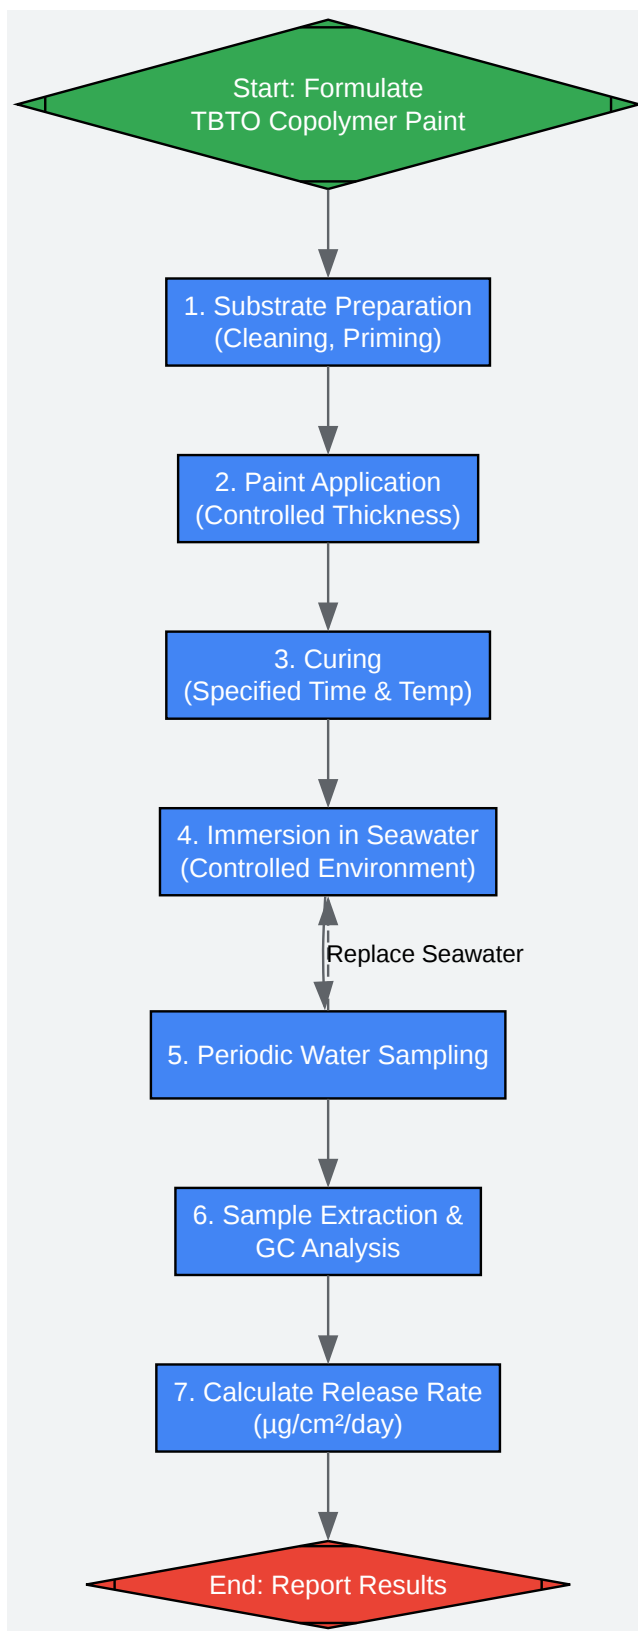 Start: Formulate
TBTO Copolymer Paint
1. Substrate Preparation
(Cleaning, Priming)
2. Paint Application
(Controlled Thickness)
3. Curing
(Specified Time & Temp)
4. Immersion in Seawater
(Controlled Environment)
Replace Seawater
5. Periodic Water Sampling
6. Sample Extraction &
GC Analysis
7. Calculate Release Rate
(µg/cm²/day)
End: Report Results